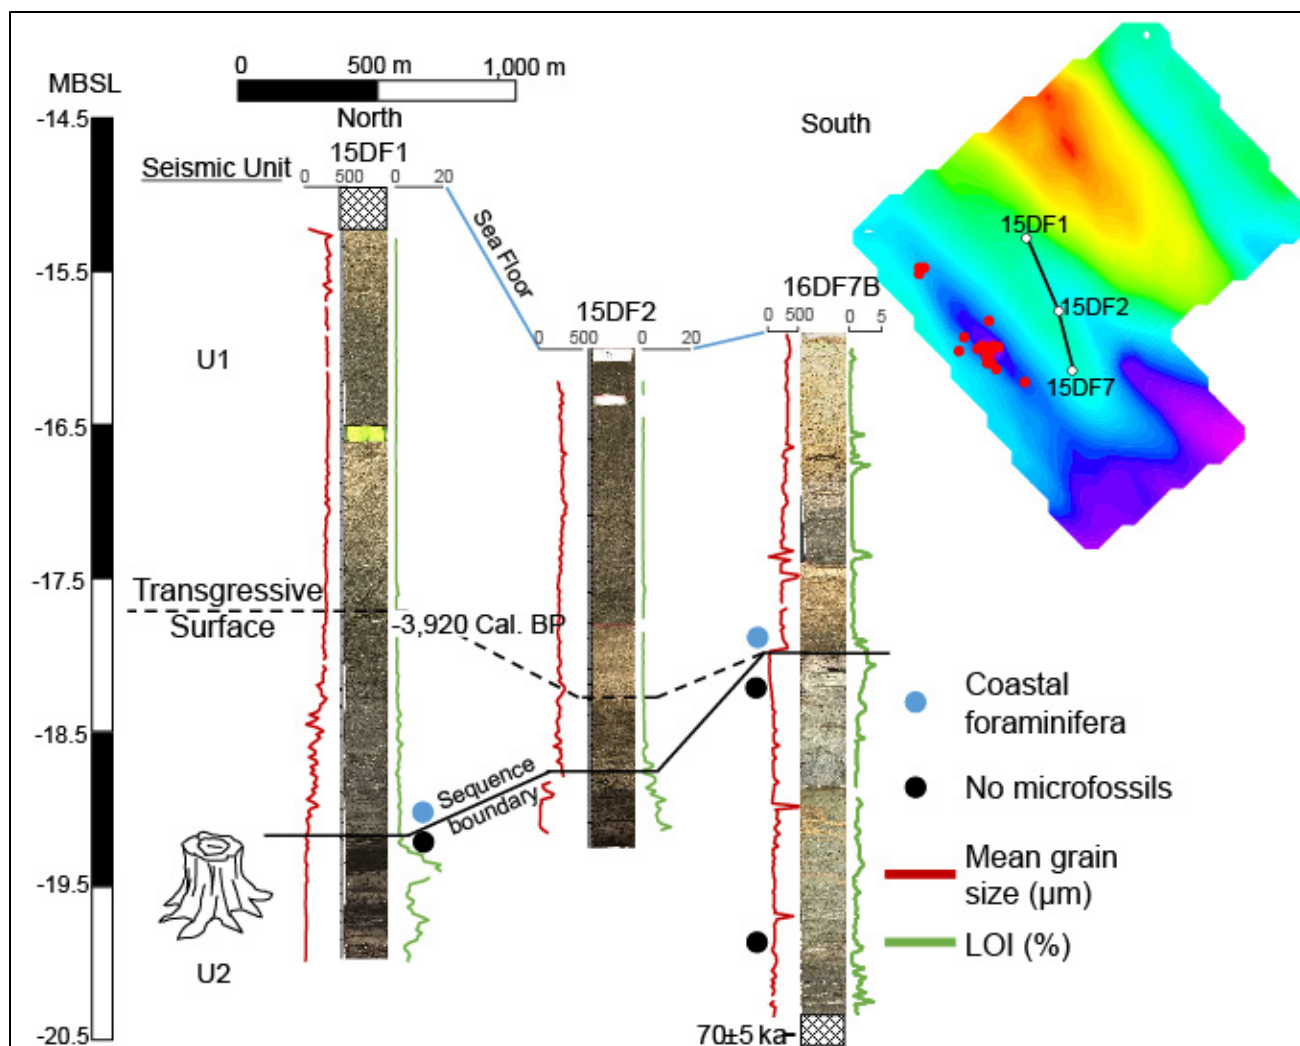 0 500 m 1,000 m
MBSL
-14.5
North
South
15DF1
Seismic Unit
0 500 0 20
Sea Floor
15DF1
-15.5
16DF7B
15DF2
15DF2
0 500 0 5
0 500 0 20
U1
15DF7
-16.5
-17.5
Transgressive
Surface
-3,920 Cal. BP
Coastal
foraminifera
-18.5
Sequence
boundary
No microfossils
Mean grain
size (µm)
-19.5
LOI (%)
U2
70±5 ka
-20.5